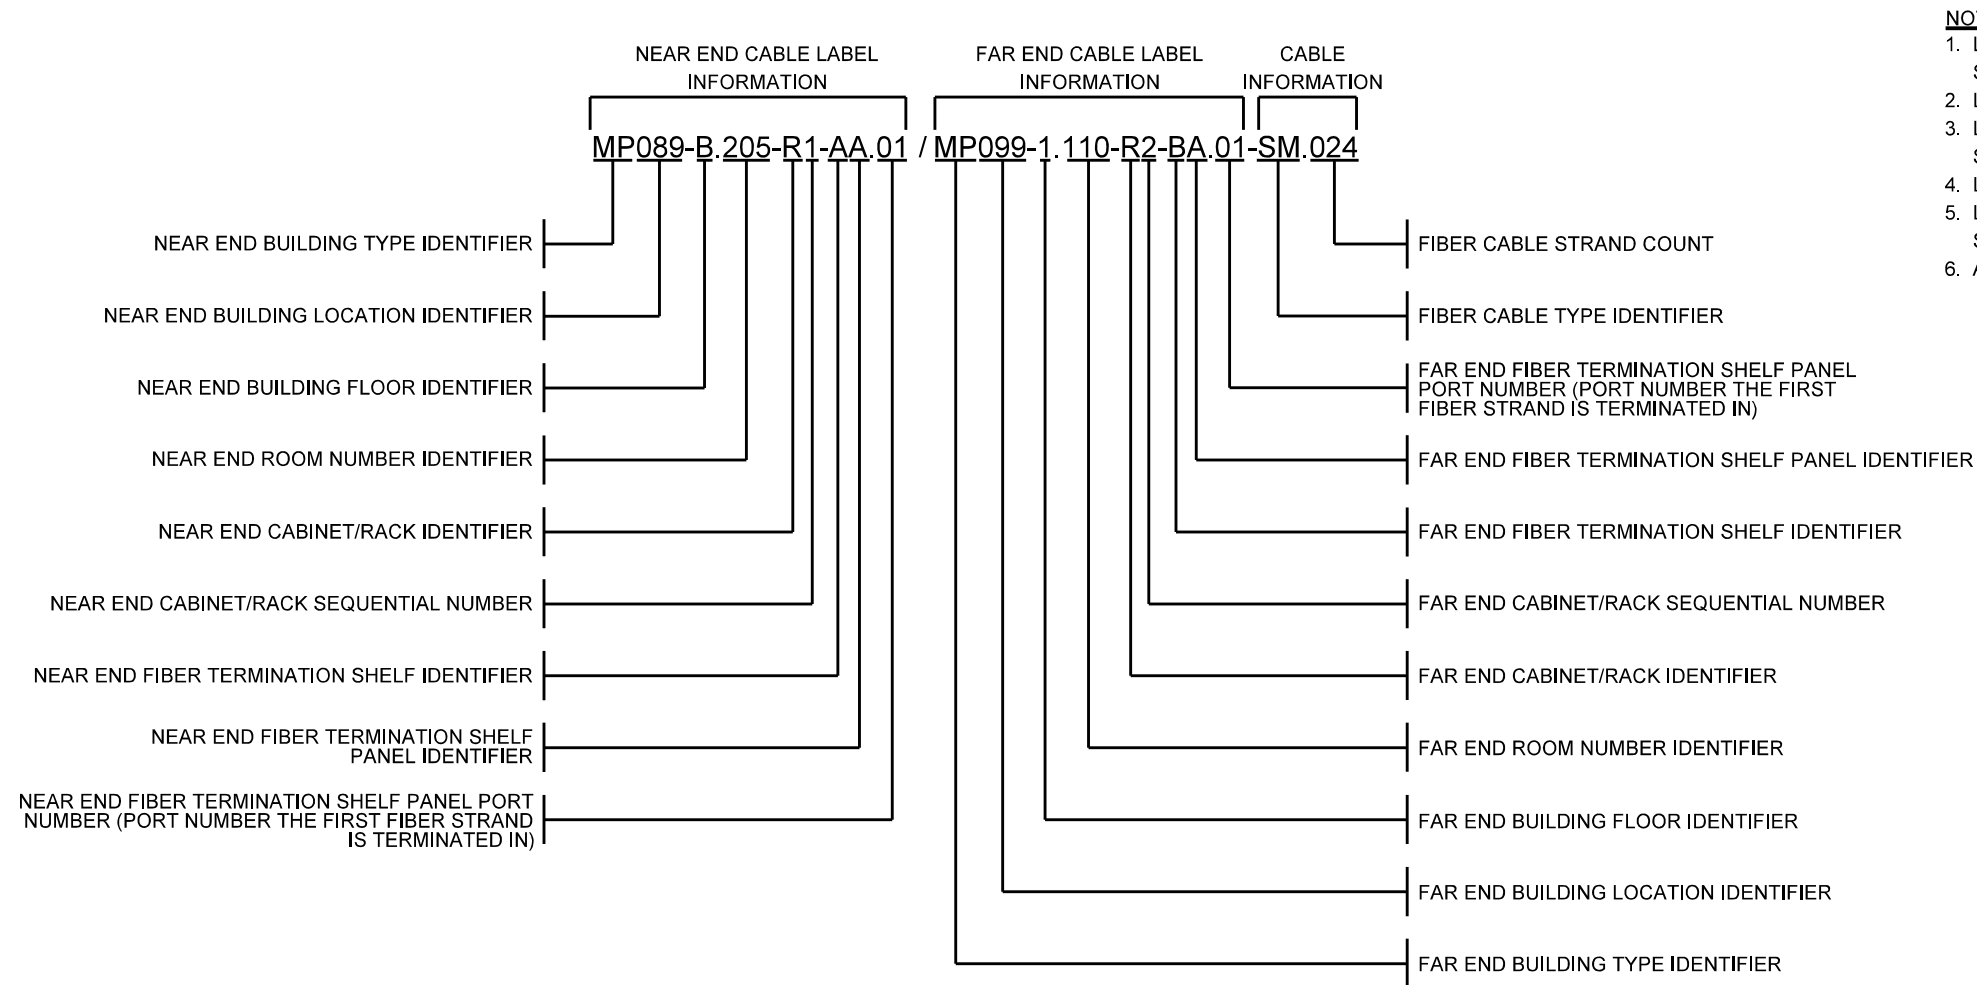 NEAR END CABLE LABEL
INFORMATION
FAR END CABLE LABEL
INFORMATION
CABLE
INFORMATION
MP089-B.205-R1-AA.01 / MP099-1.110-R2-BA.01-SM.024
NEAR END BUILDING TYPE IDENTIFIER
NEAR END BUILDING LOCATION IDENTIFIER
NEAR END BUILDING FLOOR IDENTIFIER
NEAR END ROOM NUMBER IDENTIFIER
NEAR END CABINET/RACK IDENTIFIER
NEAR END CABINET/RACK SEQUENTIAL NUMBER
NEAR END FIBER TERMINATION SHELF IDENTIFIER
NEAR END FIBER TERMINATION SHELF
PANEL IDENTIFIER
NEAR END FIBER TERMINATION SHELF PANEL PORT
NUMBER (PORT NUMBER THE FIRST FIBER STRAND
IS TERMINATED IN)
FIBER CABLE STRAND COUNT
FIBER CABLE TYPE IDENTIFIER
FAR END FIBER TERMINATION SHELF PANEL
PORT NUMBER (PORT NUMBER THE FIRST
FIBER STRAND IS TERMINATED IN)
FAR END FIBER TERMINATION SHELF PANEL IDENTIFIER
FAR END FIBER TERMINATION SHELF IDENTIFIER
FAR END CABINET/RACK SEQUENTIAL NUMBER
FAR END CABINET/RACK IDENTIFIER
FAR END ROOM NUMBER IDENTIFIER
FAR END BUILDING FLOOR IDENTIFIER
FAR END BUILDING LOCATION IDENTIFIER
FAR END BUILDING TYPE IDENTIFIER
1.
2.
3.
4.
5.
6.